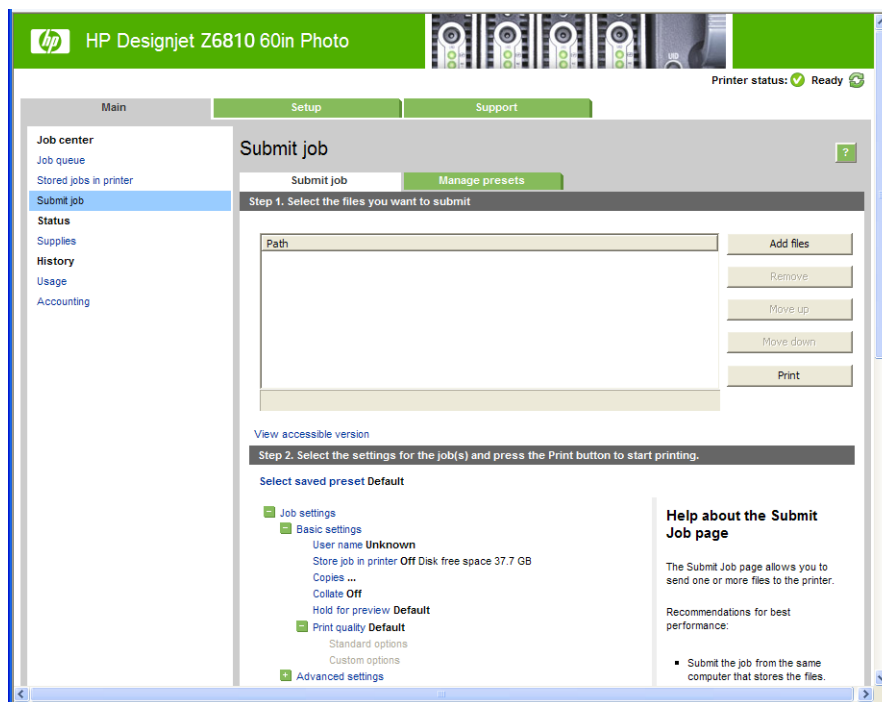 hp HP Designjet Z6810 60in Photo
UID
Printer status: Ready
Main Setup Support
Job center
Job queue
Stored jobs in printer
Submit job
Status
Supplies
History
Usage
Accounting
Submit job
?
Submit job Manage presets
Step 1. Select the files you want to submit
Path
Add files
Remove
Move up
Move down
Print
View accessible version
Step 2. Select the settings for the job(s) and press the Print button to start printing.
Select saved preset Default
Job settings
Basic settings
User name Unknown
Store job in printer Off Disk free space 37.7 GB
Copies ...
Collate Off
Hold for preview Default
Print quality Default
Standard options
Custom options
Advanced settings
Help about the Submit
Job page
The Submit Job page allows you to
send one or more files to the printer.
Recommendations for best
performance:
▪ Submit the job from the same
computer that stores the files.